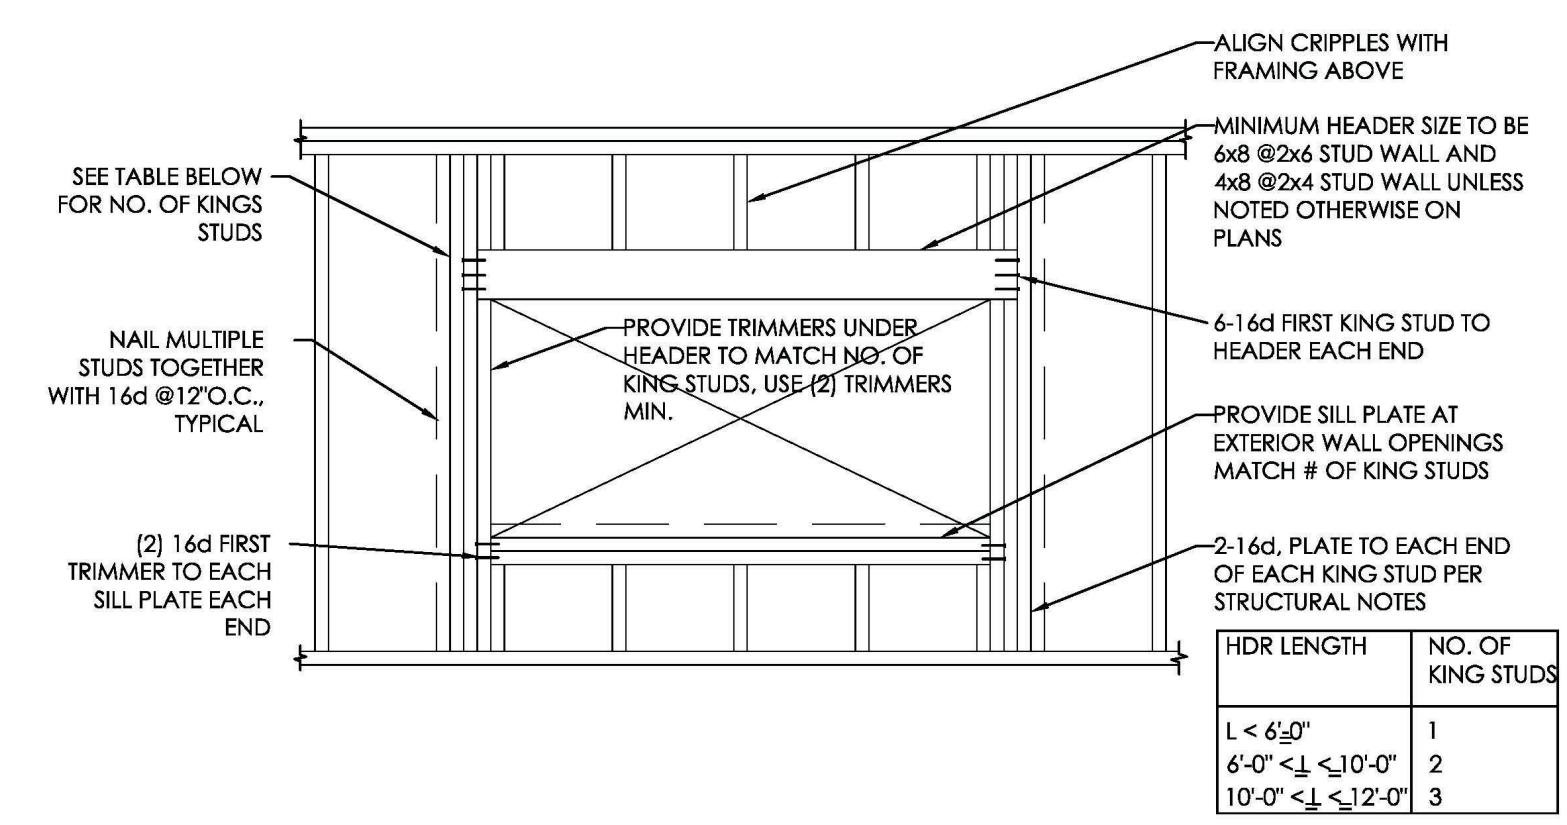 ALIGN CRIPPLES WITH
FRAMING ABOVE
MINIMUM HEADER SIZE TO BE
6x8 @2x6 STUD WALL AND
4x8 @2x4 STUD WALL UNLESS
NOTED OTHERWISE ON
PLANS
SEE TABLE BELOW
FOR NO. OF KINGS
STUDS
6-16d FIRST KING STUD TO
HEADER EACH END
NAIL MULTIPLE
STUDS TOGETHER
WITH 16d @12"O.C.,
TYPICAL
PROVIDE TRIMMERS UNDER
HEADER TO MATCH NO. OF
KING STUDS, USE (2) TRIMMERS
MIN.
PROVIDE SILL PLATE AT
EXTERIOR WALL OPENINGS
MATCH # OF KING STUDS
(2) 16d FIRST
TRIMMER TO EACH
SILL PLATE EACH
END
2-16d, PLATE TO EACH END
OF EACH KING STUD PER
STRUCTURAL NOTES
HDR LENGTH NO. OF
KING STUDS
L < 6'-0" 1
6'-0" < L < 10'-0" 2
10'-0" < L < 12'-0" 3